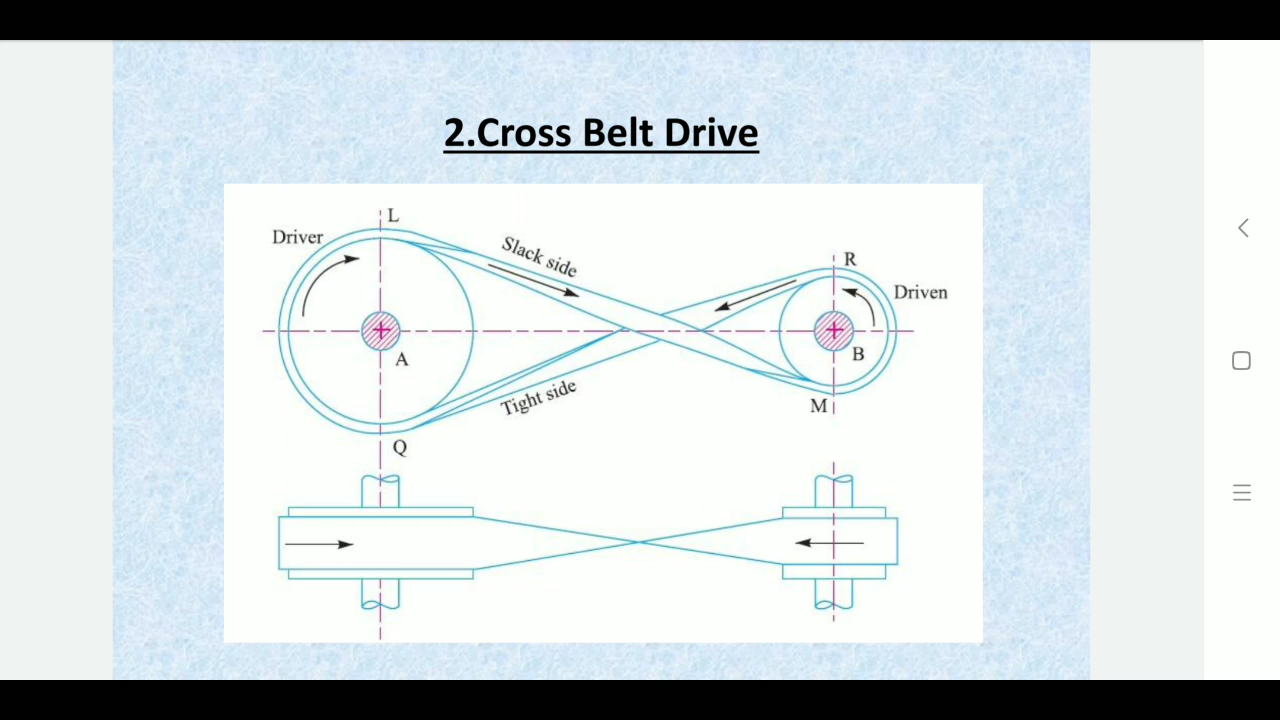 2.Cross Belt Drive
L
Driver
Slack side
R
Driven
A
B
Tight side
M
Q